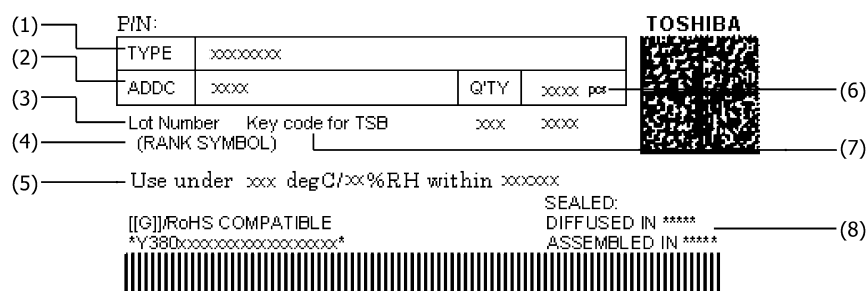 P/N: TOSHIBA
(1) TYPE xxxxxxxx
(2) ADDC xxxx Q'TY xxxx pcs (6)
(3) Lot Number Key code for TSB xxx xxxx
(4) (RANK SYMBOL) (7)
(5) Use under xxx degC/xx%RH within xxxxxx
SEALED:
[[G]]/RoHS COMPATIBLE DIFFUSED IN ***** (8)
*Y380xxxxxxxxxxxxxxxxxx* ASSEMBLED IN *****